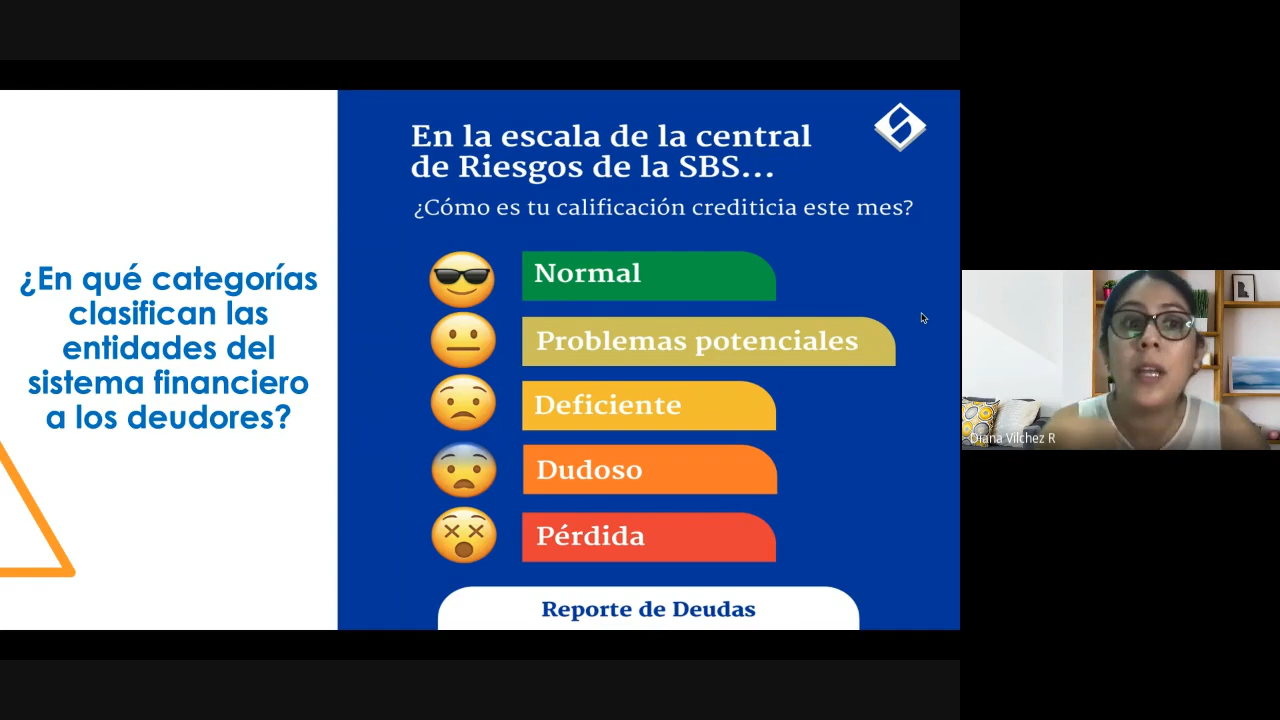 ¿En qué categorías
clasifican las
entidades del
sistema financiero
a los deudores?
En la escala de la central
de Riesgos de la SBS...
¿Cómo es tu calificación crediticia este mes?
Normal
Problemas potenciales
Deficiente
Dudoso
Pérdida
Reporte de Deudas
Diana Vilchez R